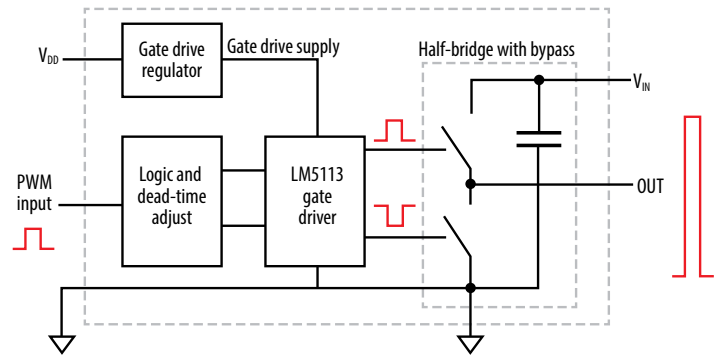 V_DD
Gate drive
regulator
Gate drive supply
Half-bridge with bypass
V_IN
PWM
input
Logic and
dead-time
adjust
LM5113
gate
driver
OUT